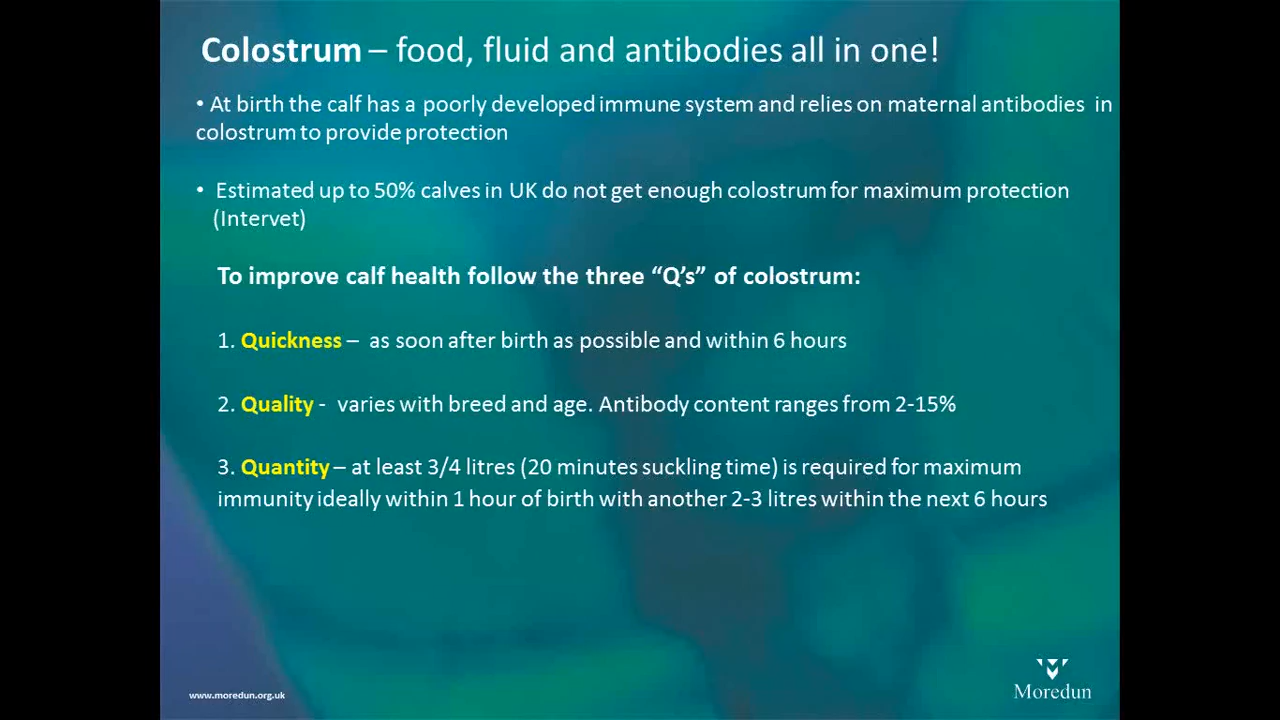 Colostrum – food, fluid and antibodies all in one!
• At birth the calf has a poorly developed immune system and relies on maternal antibodies in
colostrum to provide protection
• Estimated up to 50% calves in UK do not get enough colostrum for maximum protection
(Intervet)
To improve calf health follow the three “Q’s” of colostrum:
1. Quickness – as soon after birth as possible and within 6 hours
2. Quality - varies with breed and age. Antibody content ranges from 2-15%
3. Quantity – at least 3/4 litres (20 minutes suckling time) is required for maximum
immunity ideally within 1 hour of birth with another 2-3 litres within the next 6 hours
www.moredun.org.uk
Moredun